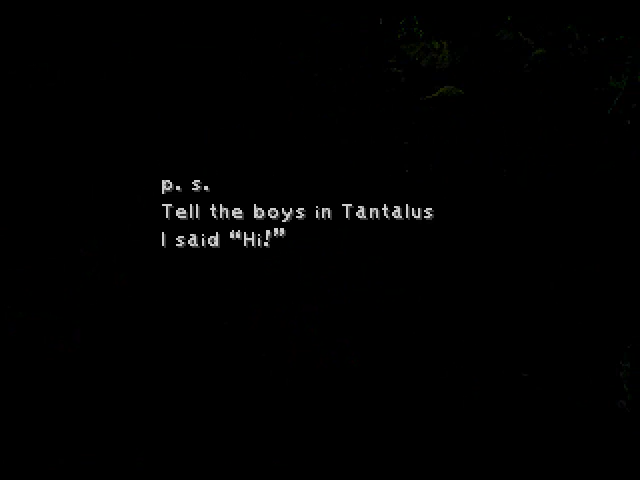 p. s.
Tell the boys in Tantalus
I said “Hi!”